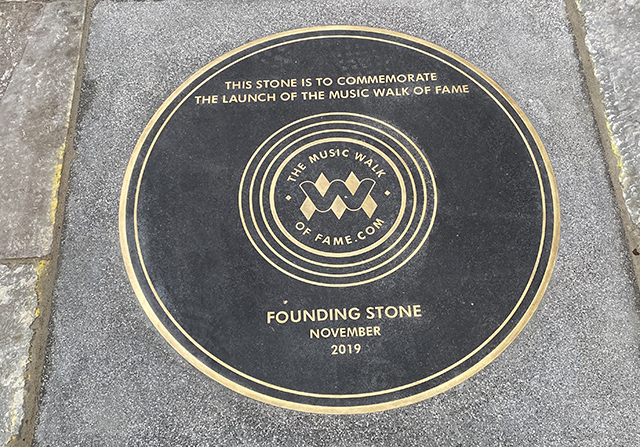 THIS STONE IS TO COMMEMORATE
THE LAUNCH OF THE MUSIC WALK OF FAME
THE MUSIC WALK
OF FAME.COM
FOUNDING STONE
NOVEMBER
2019